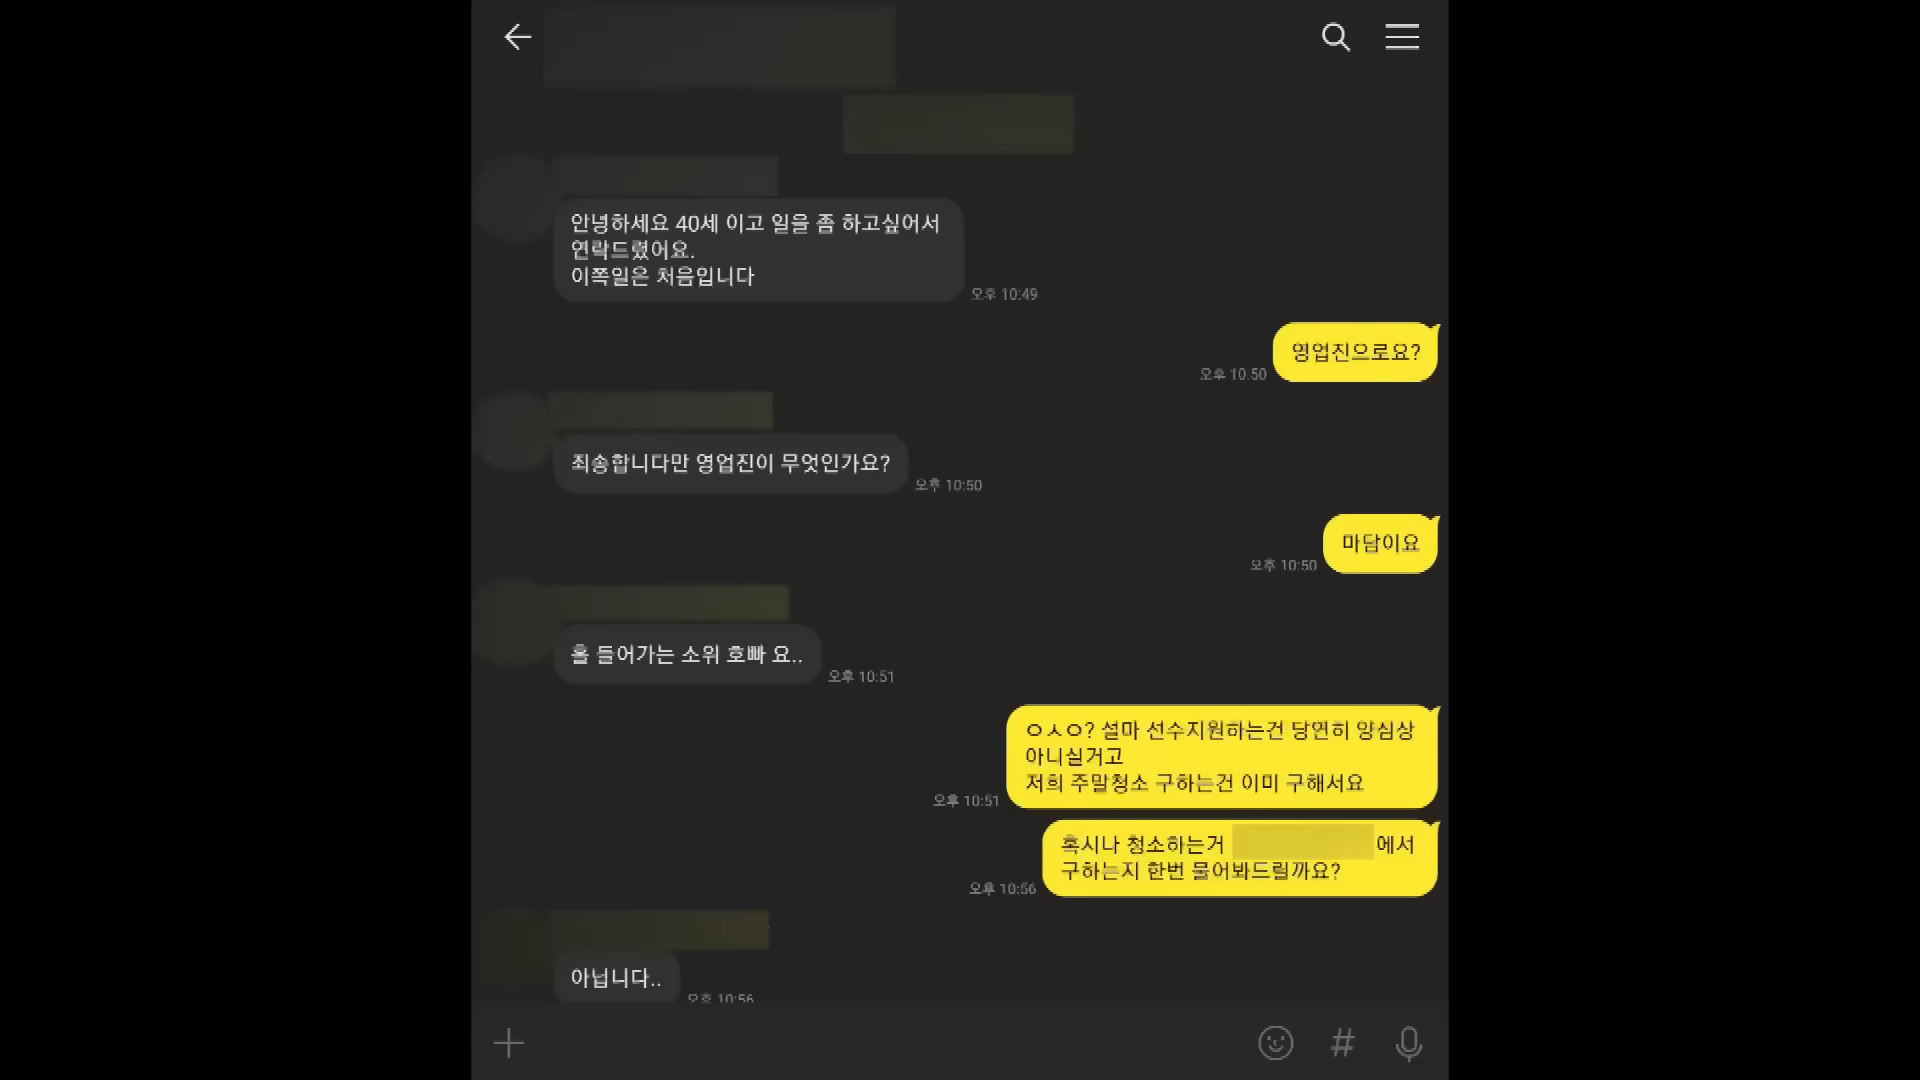 안녕하세요 40세 이고 일을 좀 하고싶어서
연락드렸어요.
이쪽일은 처음입니다
오후 10:49
영업진으로요?
오후 10:50
죄송합니다만 영업진이 무엇인가요?
오후 10:50
마담이요
오후 10:50
홀 들어가는 소위 호빠 요..
오후 10:51
ㅇㅅㅇ? 설마 선수지원하는건 당연히 양심상
아니실거고
저희 주말청소 구하는건 이미 구해서요
오후 10:51
혹시나 청소하는거 에서
구하는지 한번 물어봐드릴까요?
오후 10:56
아닙니다..
오후 10:56
#